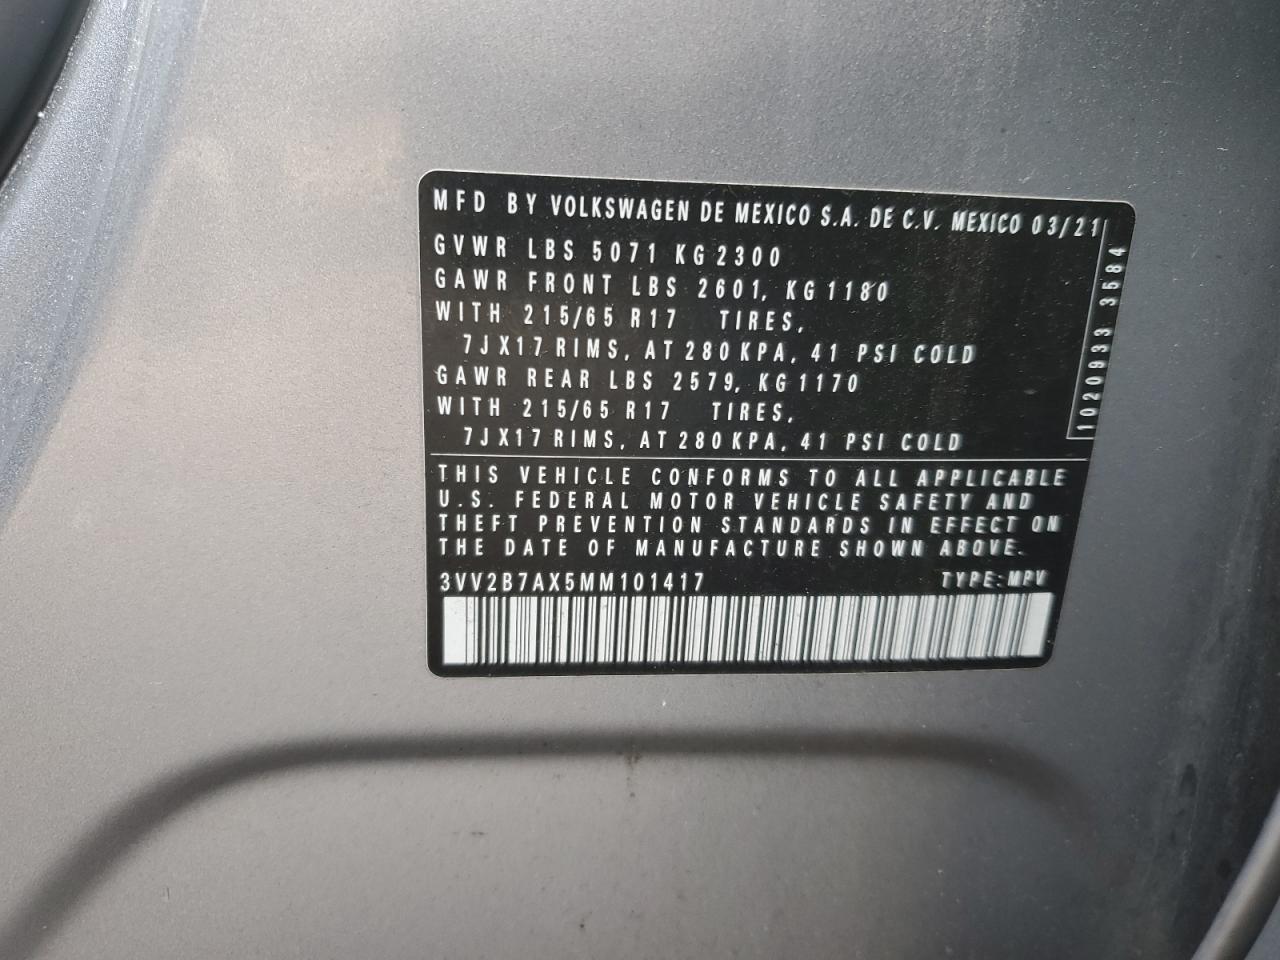 MFD BY VOLKSWAGEN DE MEXICO S.A. DE C.V. MEXICO 03/21
GVWR LBS 5071 KG 2300
GAWR FRONT LBS 2601, KG 1180
WITH 215/65 R17 TIRES,
7JX17 RIMS, AT 280 KPA, 41 PSI COLD
GAWR REAR LBS 2579, KG 1170
WITH 215/65 R17 TIRES,
7JX17 RIMS, AT 280 KPA, 41 PSI COLD
1020933 3584
THIS VEHICLE CONFORMS TO ALL APPLICABLE
U.S. FEDERAL MOTOR VEHICLE SAFETY AND
THEFT PREVENTION STANDARDS IN EFFECT ON
THE DATE OF MANUFACTURE SHOWN ABOVE.
3VV2B7AX5MM101417 TYPE: MPV